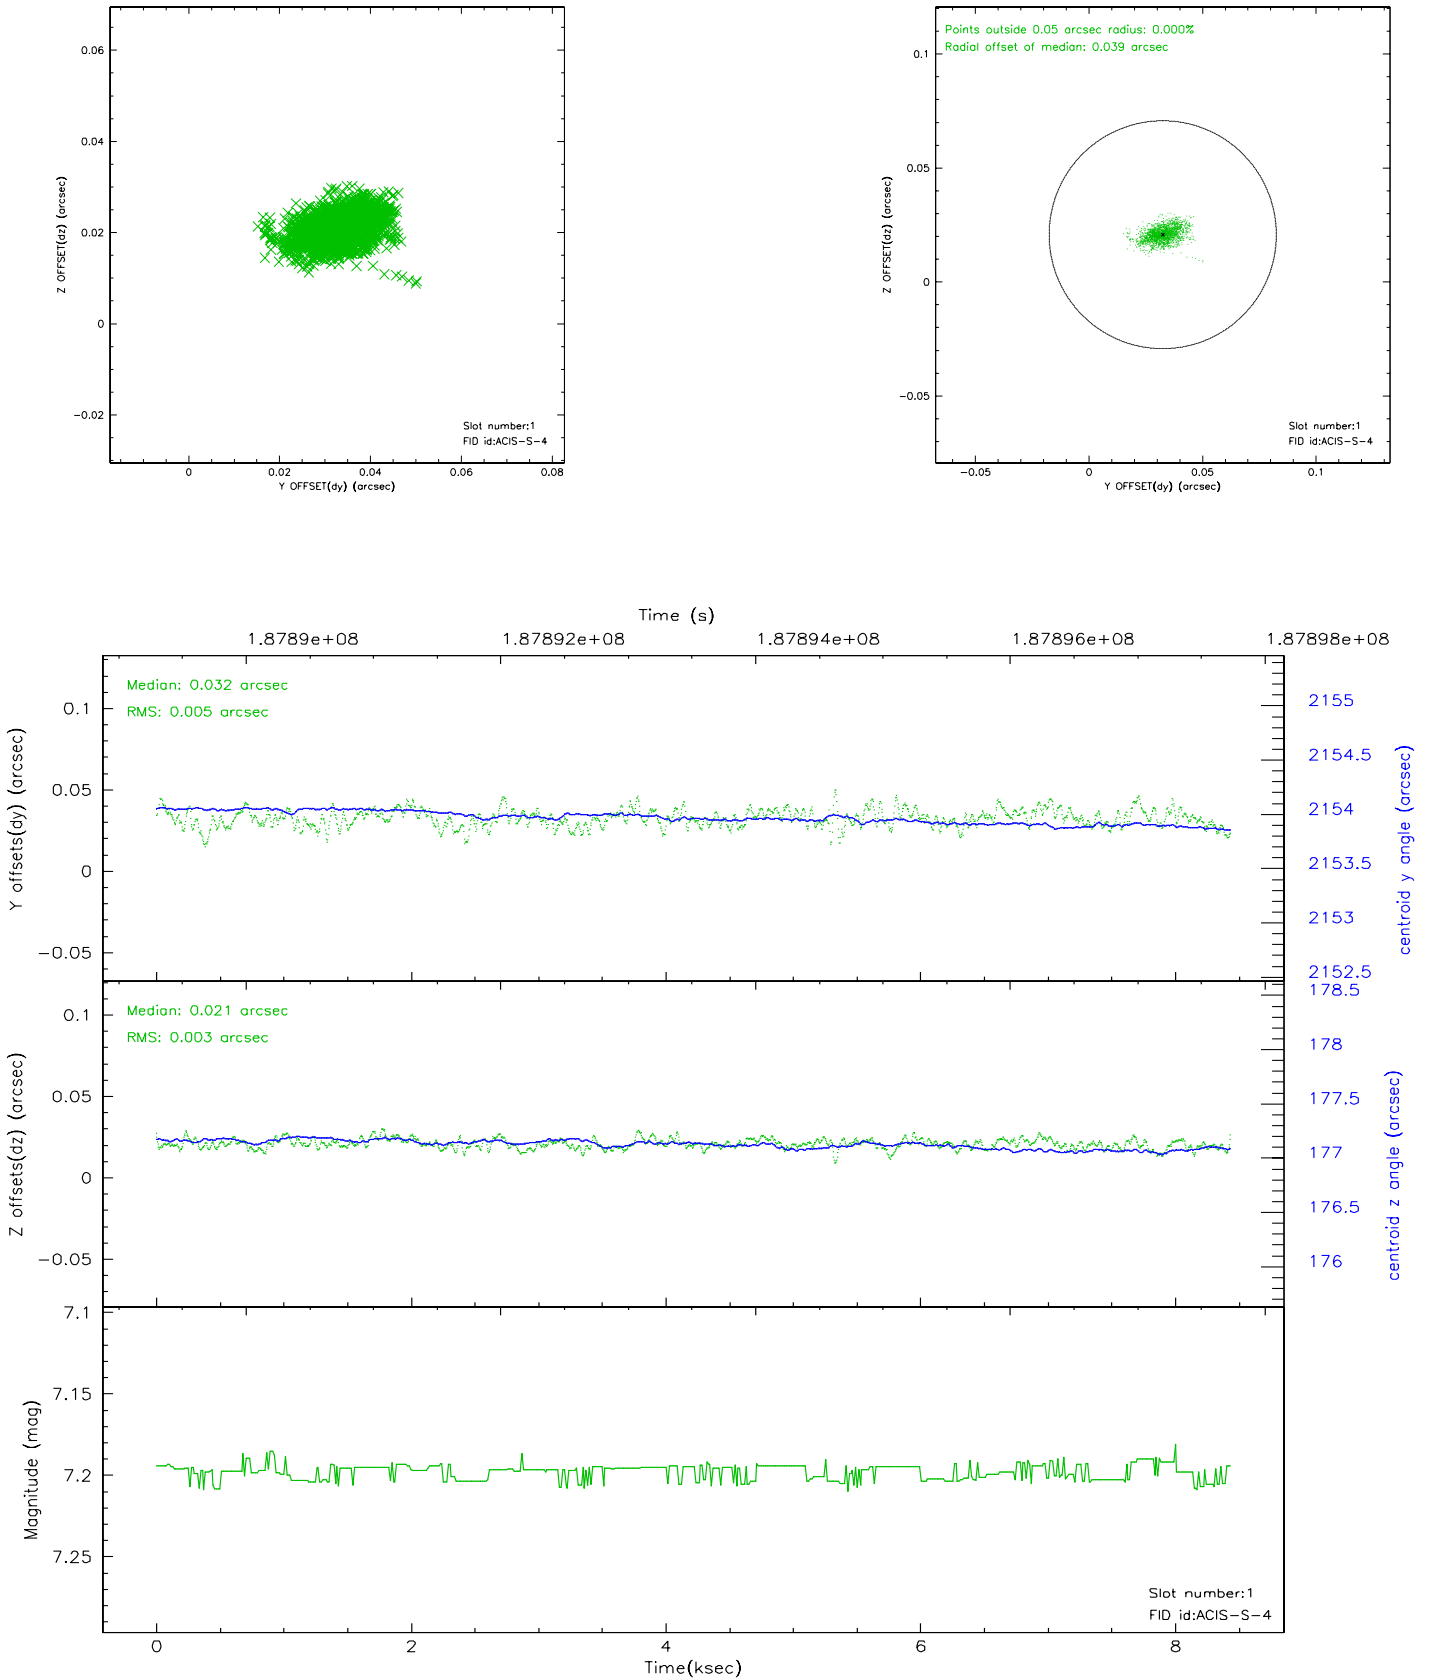 0.06
0.04
0.02
0
−0.02
Z OFFSET(dz) (arcsec)
Slot number:1
FID id:ACIS−S−4
0 0.02 0.04 0.06 0.08
Y OFFSET(dy) (arcsec)
Points outside 0.05 arcsec radius: 0.000%
Radial offset of median: 0.039 arcsec
0.1
0.05
0
−0.05
Z OFFSET(dz) (arcsec)
Slot number:1
FID id:ACIS−S−4
−0.05 0 0.05 0.1
Y OFFSET(dy) (arcsec)
Time (s)
1.8789e+08 1.87892e+08 1.87894e+08 1.87896e+08 1.87898e+08
Median: 0.032 arcsec
RMS: 0.005 arcsec
0.1
0.05
0
−0.05
Y offsets(dy) (arcsec)
2155
2154.5
2154
2153.5
2153
2152.5
centroid y angle (arcsec)
Median: 0.021 arcsec
RMS: 0.003 arcsec
0.1
0.05
0
−0.05
Z offsets(dz) (arcsec)
178.5
178
177.5
177
176.5
176
centroid z angle (arcsec)
7.1
7.15
7.2
7.25
Magnitude (mag)
Slot number:1
FID id:ACIS−S−4
0 2 4 6 8
Time(ksec)